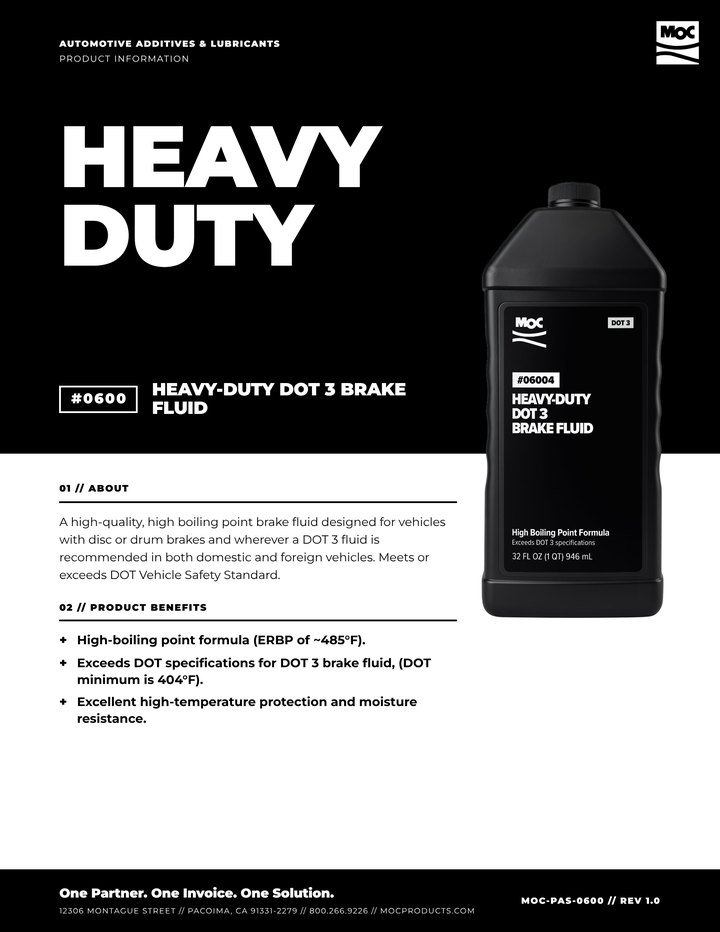 AUTOMOTIVE ADDITIVES & LUBRICANTS
PRODUCT INFORMATION
MOC
HEAVY
DUTY
#0600
HEAVY-DUTY DOT 3 BRAKE
FLUID
MOC
DOT 3
#06004
HEAVY-DUTY
DOT 3
BRAKE FLUID
High Boiling Point Formula
Exceeds DOT 3 specifications
32 FL OZ (1 QT) 946 mL
01 // ABOUT
A high-quality, high boiling point brake fluid designed for vehicles
with disc or drum brakes and wherever a DOT 3 fluid is
recommended in both domestic and foreign vehicles. Meets or
exceeds DOT Vehicle Safety Standard.
02 // PRODUCT BENEFITS
+ High-boiling point formula (ERBP of ~485°F).
+ Exceeds DOT specifications for DOT 3 brake fluid, (DOT
minimum is 404°F).
+ Excellent high-temperature protection and moisture
resistance.
One Partner. One Invoice. One Solution.
12306 MONTAGUE STREET // PACOIMA, CA 91331-2279 // 800.266.9226 // MOCPRODUCTS.COM
MOC-PAS-0600 // REV 1.0